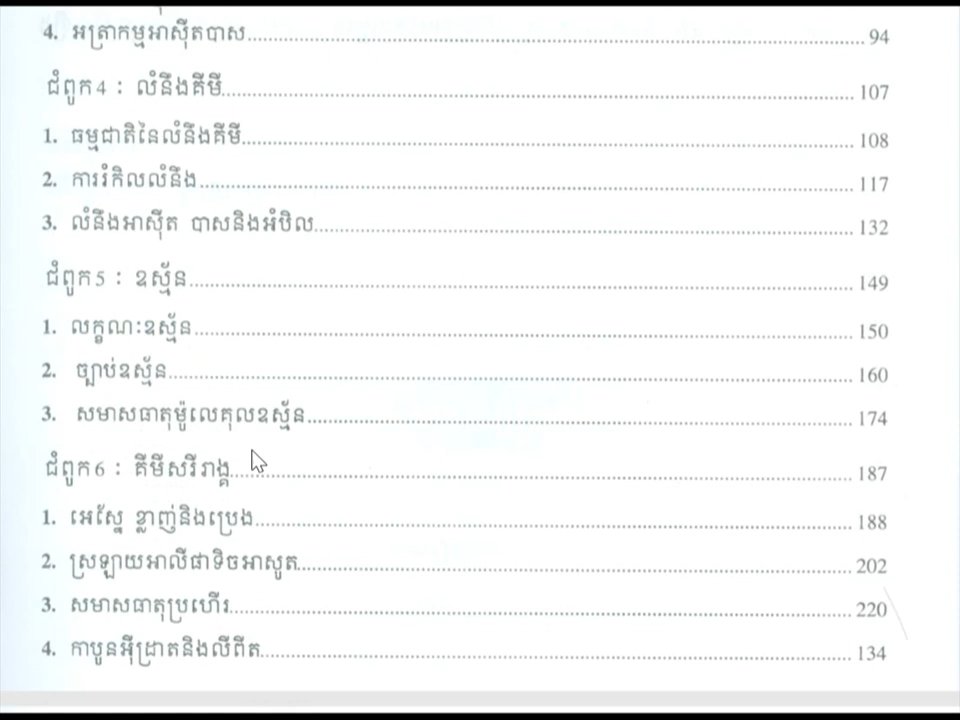 4. អត្រាកម្មអាស៊ីតបាស 94
ជំពូក 4 : លំនឹងគីមី 107
1. ធម្មជាតិនៃលំនឹងគីមី 108
2. ការរំកិលលំនឹង 117
3. លំនឹងអាស៊ីត បាសនិងអំបិល 132
ជំពូក 5 : ឧស្ម័ន 149
1. លក្ខណៈឧស្ម័ន 150
2. ច្បាប់ឧស្ម័ន 160
3. សមាសធាតុម៉ូលេគុលឧស្ម័ន 174
ជំពូក 6 : គីមីសរីរាង្គ 187
1. អេស្ទែ ខ្លាញ់និងប្រេង 188
2. ស្រឡាយអាលីផាទិចអាសូត 202
3. សមាសធាតុប្រហើរ 220
4. កាបូនអ៊ីដ្រាតនិងលីពីត 134